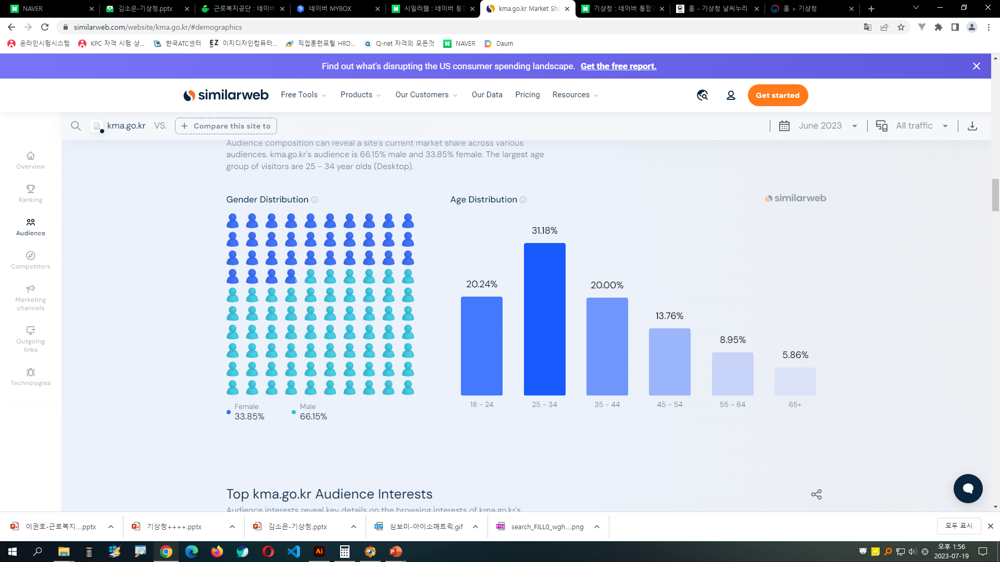 NAVER
김소은-기상청.pptx
근로복지공단 : 네이버
네이버 MYBOX
시밀러웹 : 네이버 통합
kma.go.kr Market Sha
기상청 : 네이버 통합검
홈 - 기상청 날씨누리
홈 > 기상청
similarweb.com/website/kma.go.kr/#demographics
온라인시험시스템
KPC 자격 시험 상...
한국ATC센터
EZ 이지디자인컴퓨터...
직업훈련포털 HRD...
Q-net 자격의 모든것
NAVER
Daum
Find out what's disrupting the US consumer spending landscape. Get the free report.
similarweb
Free Tools
Products
Our Customers
Our Data
Pricing
Resources
Get started
kma.go.kr VS. + Compare this site to
June 2023
All traffic
Overview
Ranking
Audience
Competitors
Marketing
channels
Outgoing
links
Technologies
Audience composition can reveal a site's current market share across various
audiences. kma.go.kr's audience is 66.15% male and 33.85% female. The largest age
group of visitors are 25 - 34 year olds (Desktop).
Gender Distribution
Female
33.85%
Male
66.15%
Age Distribution
similarweb
20.24%
31.18%
20.00%
13.76%
8.95%
5.86%
18 - 24
25 - 34
35 - 44
45 - 54
55 - 64
65+
Top kma.go.kr Audience Interests
Audience interests reveal key details on the browsing interests of kma.go.kr's
이권호-근로복지....pptx
기상청++++.pptx
김소은-기상청.pptx
GIF
심보미-아이소매트릭.gif
PNG
search_FILL0_wgh....png
모두 표시
Ai
오후 1:56
2023-07-19